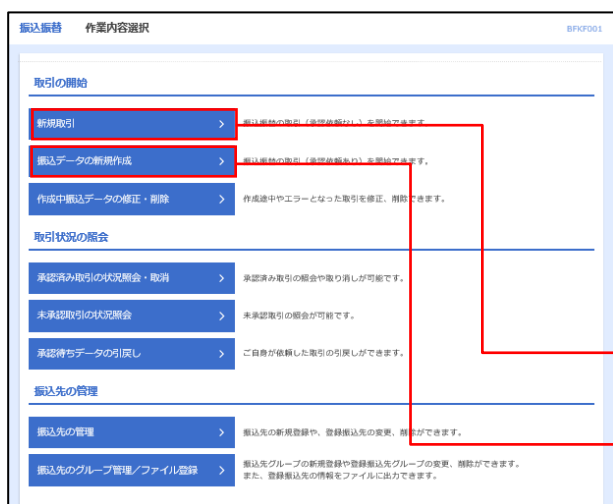 振込振替 作業内容選択 BFKF001
取引の開始
新規取引 振込振替の取引（承認依頼なし）を開始できます。
振込データの新規作成 振込振替の取引（承認依頼あり）を開始できます。
作成中振込データの修正・削除 作成途中やエラーとなった取引を修正、削除できます。
取引状況の照会
承認済み取引の状況照会・取消 承認済み取引の照会や取り消しが可能です。
未承認取引の状況照会 未承認取引の照会が可能です。
承認待ちデータの引戻し ご自身が依頼した取引の引戻しができます。
振込先の管理
振込先の管理 振込先の新規登録や、登録振込先の変更、削除ができます。
振込先のグループ管理／ファイル登録 振込先グループの新規登録や登録振込先グループの変更、削除ができます。
また、登録振込先の情報をファイルに出力できます。